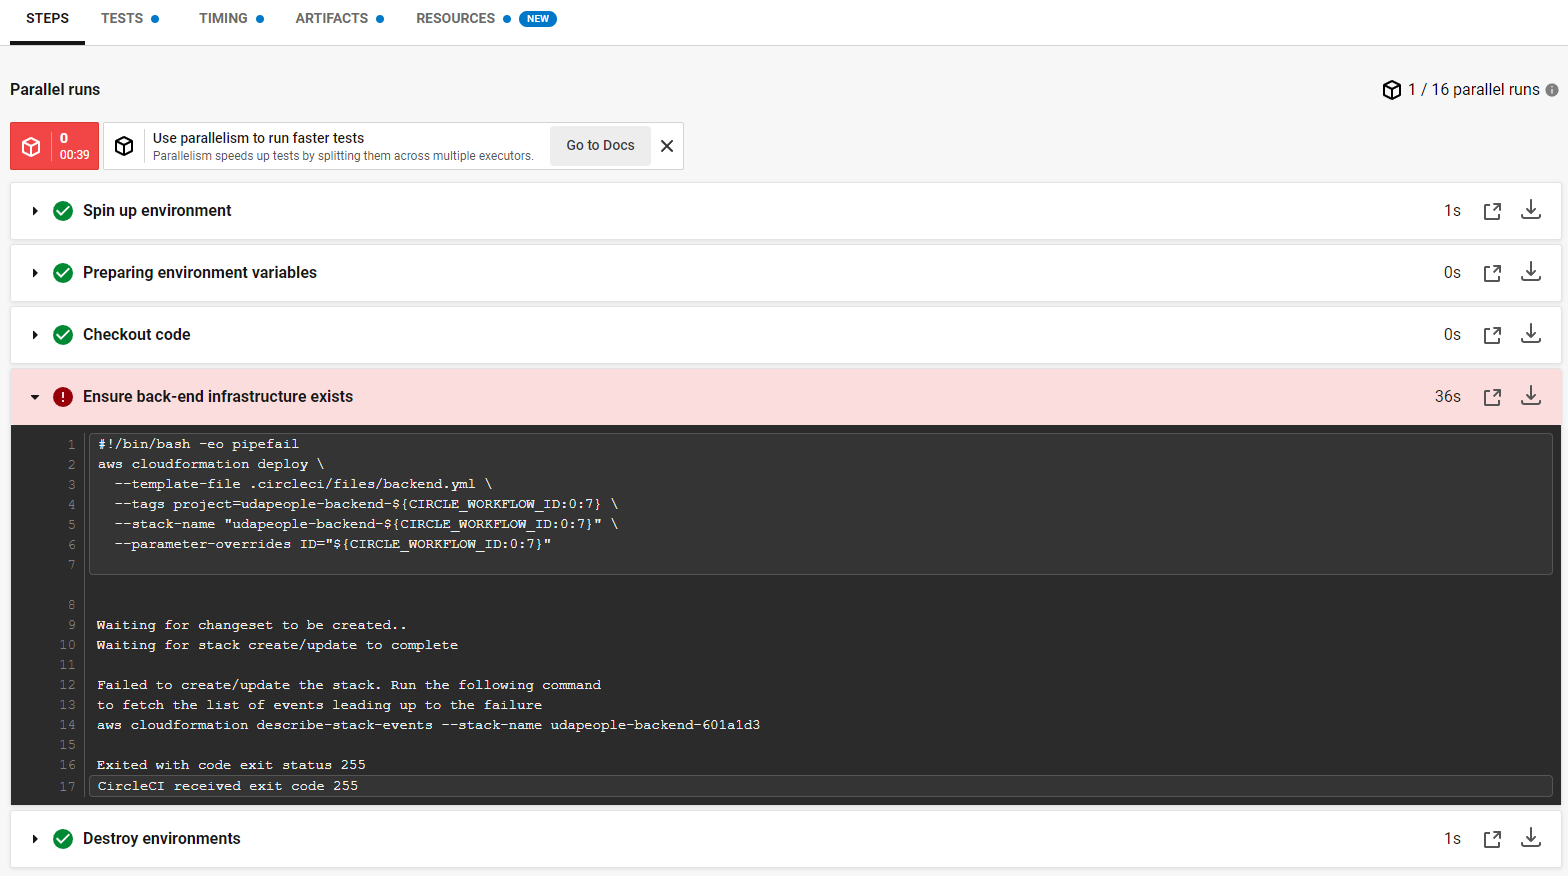 STEPS TESTS TIMING ARTIFACTS RESOURCES NEW
Parallel runs
1 / 16 parallel runs
0
00:39
Use parallelism to run faster tests
Parallelism speeds up tests by splitting them across multiple executors.
Go to Docs
Spin up environment 1s
Preparing environment variables 0s
Checkout code 0s
Ensure back-end infrastructure exists 36s
1 #!/bin/bash -eo pipefail
2 aws cloudformation deploy \
3 --template-file .circleci/files/backend.yml \
4 --tags project=udapeople-backend-${CIRCLE_WORKFLOW_ID:0:7} \
5 --stack-name "udapeople-backend-${CIRCLE_WORKFLOW_ID:0:7}" \
6 --parameter-overrides ID="${CIRCLE_WORKFLOW_ID:0:7}"
7
8
9 Waiting for changeset to be created..
10 Waiting for stack create/update to complete
11
12 Failed to create/update the stack. Run the following command
13 to fetch the list of events leading up to the failure
14 aws cloudformation describe-stack-events --stack-name udapeople-backend-601a1d3
15
16 Exited with code exit status 255
17 CircleCI received exit code 255
Destroy environments 1s